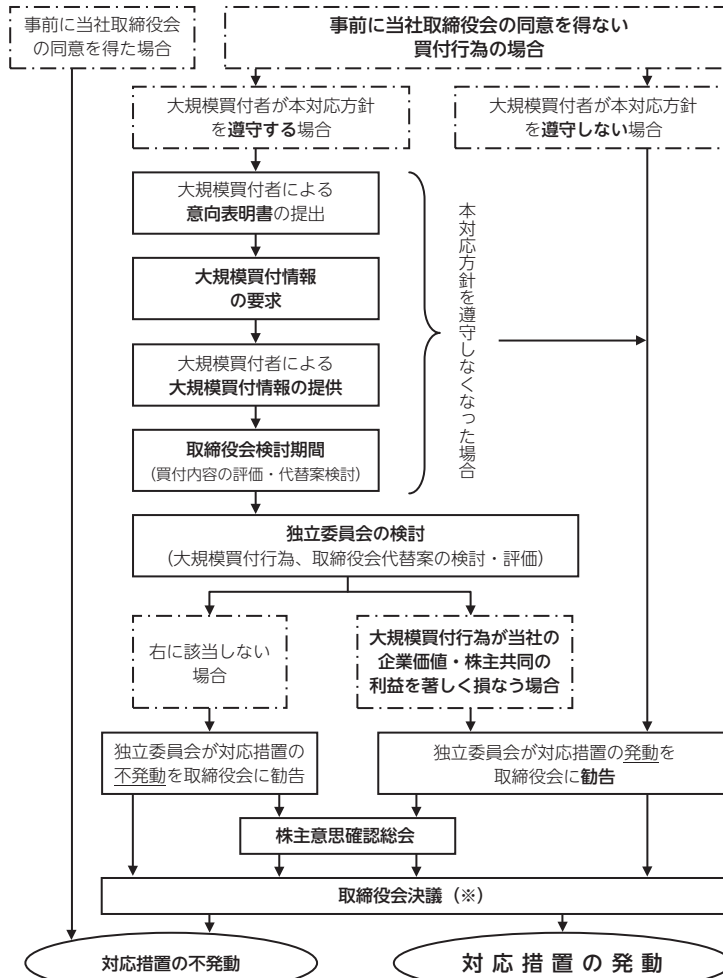 事前に当社取締役会
の同意を得た場合
事前に当社取締役会の同意を得ない
買付行為の場合
大規模買付者が本対応方針
を遵守する場合
大規模買付者が本対応方針
を遵守しない場合
大規模買付者による
意向表明書の提出
大規模買付情報
の要求
大規模買付者による
大規模買付情報の提供
取締役会検討期間
(買付内容の評価・代替案検討)
本対応方針を遵守しなくなった場合
独立委員会の検討
(大規模買付行為、取締役会代替案の検討・評価)
右に該当しない
場合
大規模買付行為が当社の
企業価値・株主共同の
利益を著しく損なう場合
独立委員会が対応措置の
不発動を取締役会に勧告
独立委員会が対応措置の発動を
取締役会に勧告
株主意思確認総会
取締役会決議(※)
対応措置の不発動
対応措置の発動